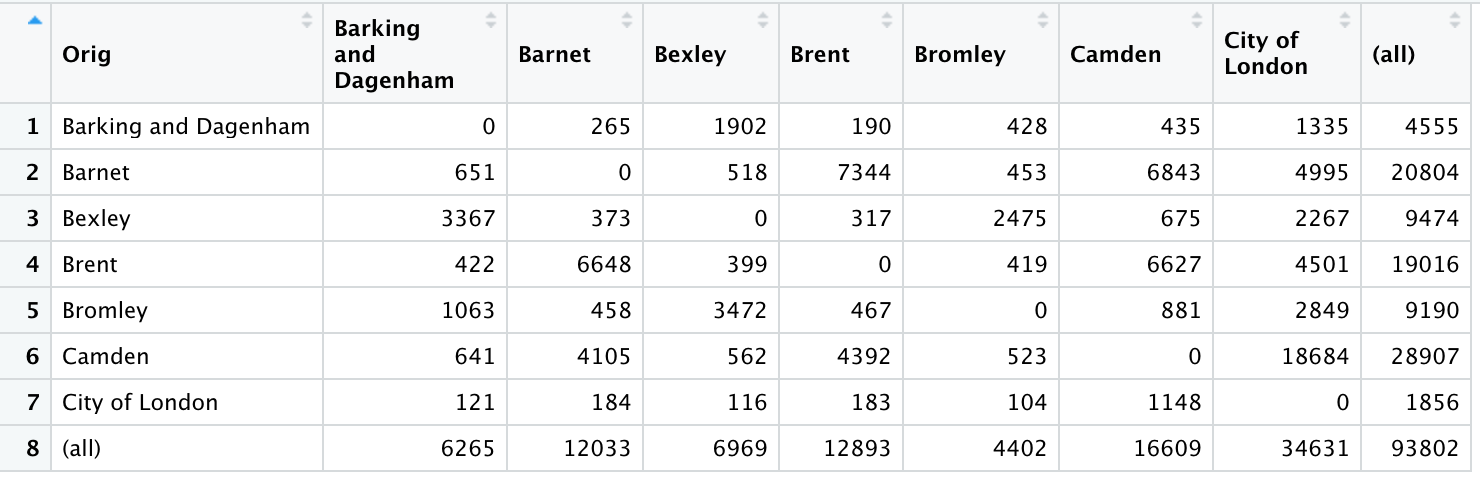 Orig Barking and Dagenham Barnet Bexley Brent Bromley Camden City of London (all)
1 Barking and Dagenham 0 265 1902 190 428 435 1335 4555
2 Barnet 651 0 518 7344 453 6843 4995 20804
3 Bexley 3367 373 0 317 2475 675 2267 9474
4 Brent 422 6648 399 0 419 6627 4501 19016
5 Bromley 1063 458 3472 467 0 881 2849 9190
6 Camden 641 4105 562 4392 523 0 18684 28907
7 City of London 121 184 116 183 104 1148 0 1856
8 (all) 6265 12033 6969 12893 4402 16609 34631 93802